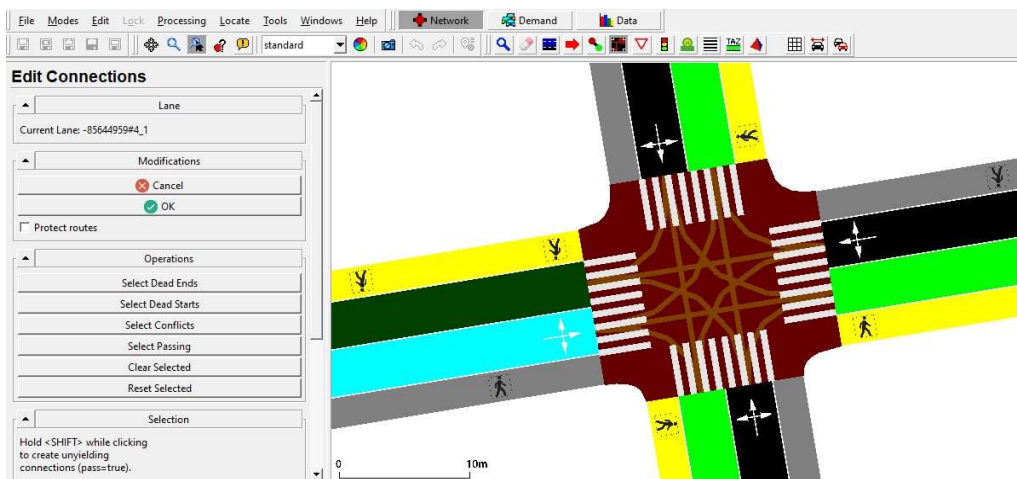 File Modes Edit Lock Processing Locate Tools Windows Help Network Demand Data
standard TAZ
Edit Connections
Lane
Current Lane: -85644959#4_1
Modifications
Cancel
OK
Protect routes
Operations
Select Dead Ends
Select Dead Starts
Select Conflicts
Select Passing
Clear Selected
Reset Selected
Selection
Hold <SHIFT> while clicking
to create unyielding
connections (pass=true).
0 10m